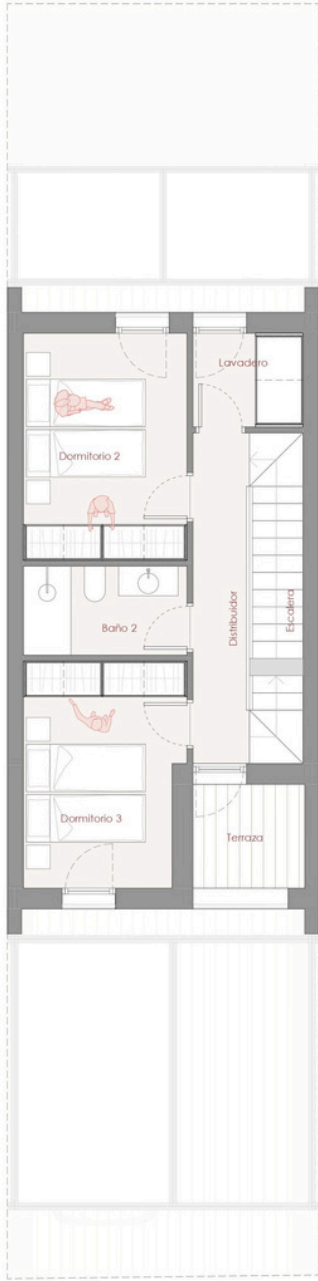 Lavadero
Dormitorio 2
Escalera
Distribuidor
Baño 2
Dormitorio 3
Terraza